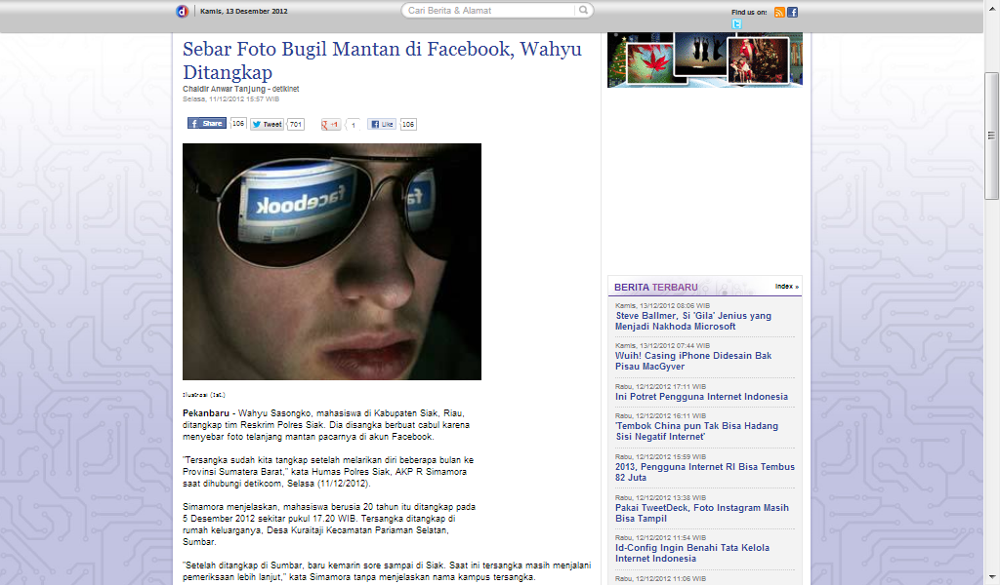 d Kamis, 13 Desember 2012
Cari Berita & Alamat
Find us on:
Sebar Foto Bugil Mantan di Facebook, Wahyu
Ditangkap
Chaidir Anwar Tanjung - detikinet
Selasa, 11/12/2012 15:57 WIB
Share 106 Tweet 701 +1 1 Like 106
facebook
Ilustrasi (Ist.)
Pekanbaru - Wahyu Sasongko, mahasiswa di Kabupaten Siak, Riau,
ditangkap tim Reskrim Polres Siak. Dia disangka berbuat cabul karena
menyebar foto telanjang mantan pacarnya di akun Facebook.
"Tersangka sudah kita tangkap setelah melarikan diri beberapa bulan ke
Provinsi Sumatera Barat," kata Humas Polres Siak, AKP R Simamora
saat dihubungi detikcom, Selasa (11/12/2012).
Simamora menjelaskan, mahasiswa berusia 20 tahun itu ditangkap pada
5 Desember 2012 sekitar pukul 17.20 WIB. Tersangka ditangkap di
rumah keluarganya, Desa Kuraitaji Kecamatan Pariaman Selatan,
Sumbar.
"Setelah ditangkap di Sumbar, baru kemarin sore sampai di Siak. Saat ini tersangka masih menjalani
pemeriksaan lebih lanjut," kata Simamora tanpa menjelaskan nama kampus tersangka.
BERITA TERBARU
Index »
Kamis, 13/12/2012 08:06 WIB
Steve Ballmer, Si 'Gila' Jenius yang
Menjadi Nakhoda Microsoft
Kamis, 13/12/2012 07:44 WIB
Wuih! Casing iPhone Didesain Bak
Pisau MacGyver
Rabu, 12/12/2012 17:11 WIB
Ini Potret Pengguna Internet Indonesia
Rabu, 12/12/2012 16:11 WIB
'Tembok China pun Tak Bisa Hadang
Sisi Negatif Internet'
Rabu, 12/12/2012 15:59 WIB
2013, Pengguna Internet RI Bisa Tembus
82 Juta
Rabu, 12/12/2012 13:38 WIB
Pakai TweetDeck, Foto Instagram Masih
Bisa Tampil
Rabu, 12/12/2012 11:54 WIB
Id-Config Ingin Benahi Tata Kelola
Internet Indonesia
Rabu, 12/12/2012 11:06 WIB